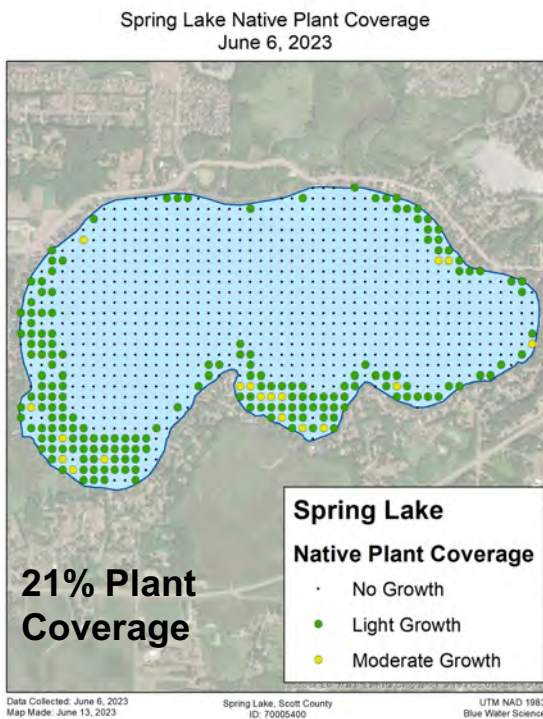 Spring Lake Native Plant Coverage
June 6, 2023
Spring Lake
Native Plant Coverage
No Growth
Light Growth
Moderate Growth
21% Plant
Coverage
Data Collected: June 6, 2023
Map Made: June 13, 2023
Spring Lake, Scott County
ID: 70005400
UTM NAD 1983
Blue Water Science